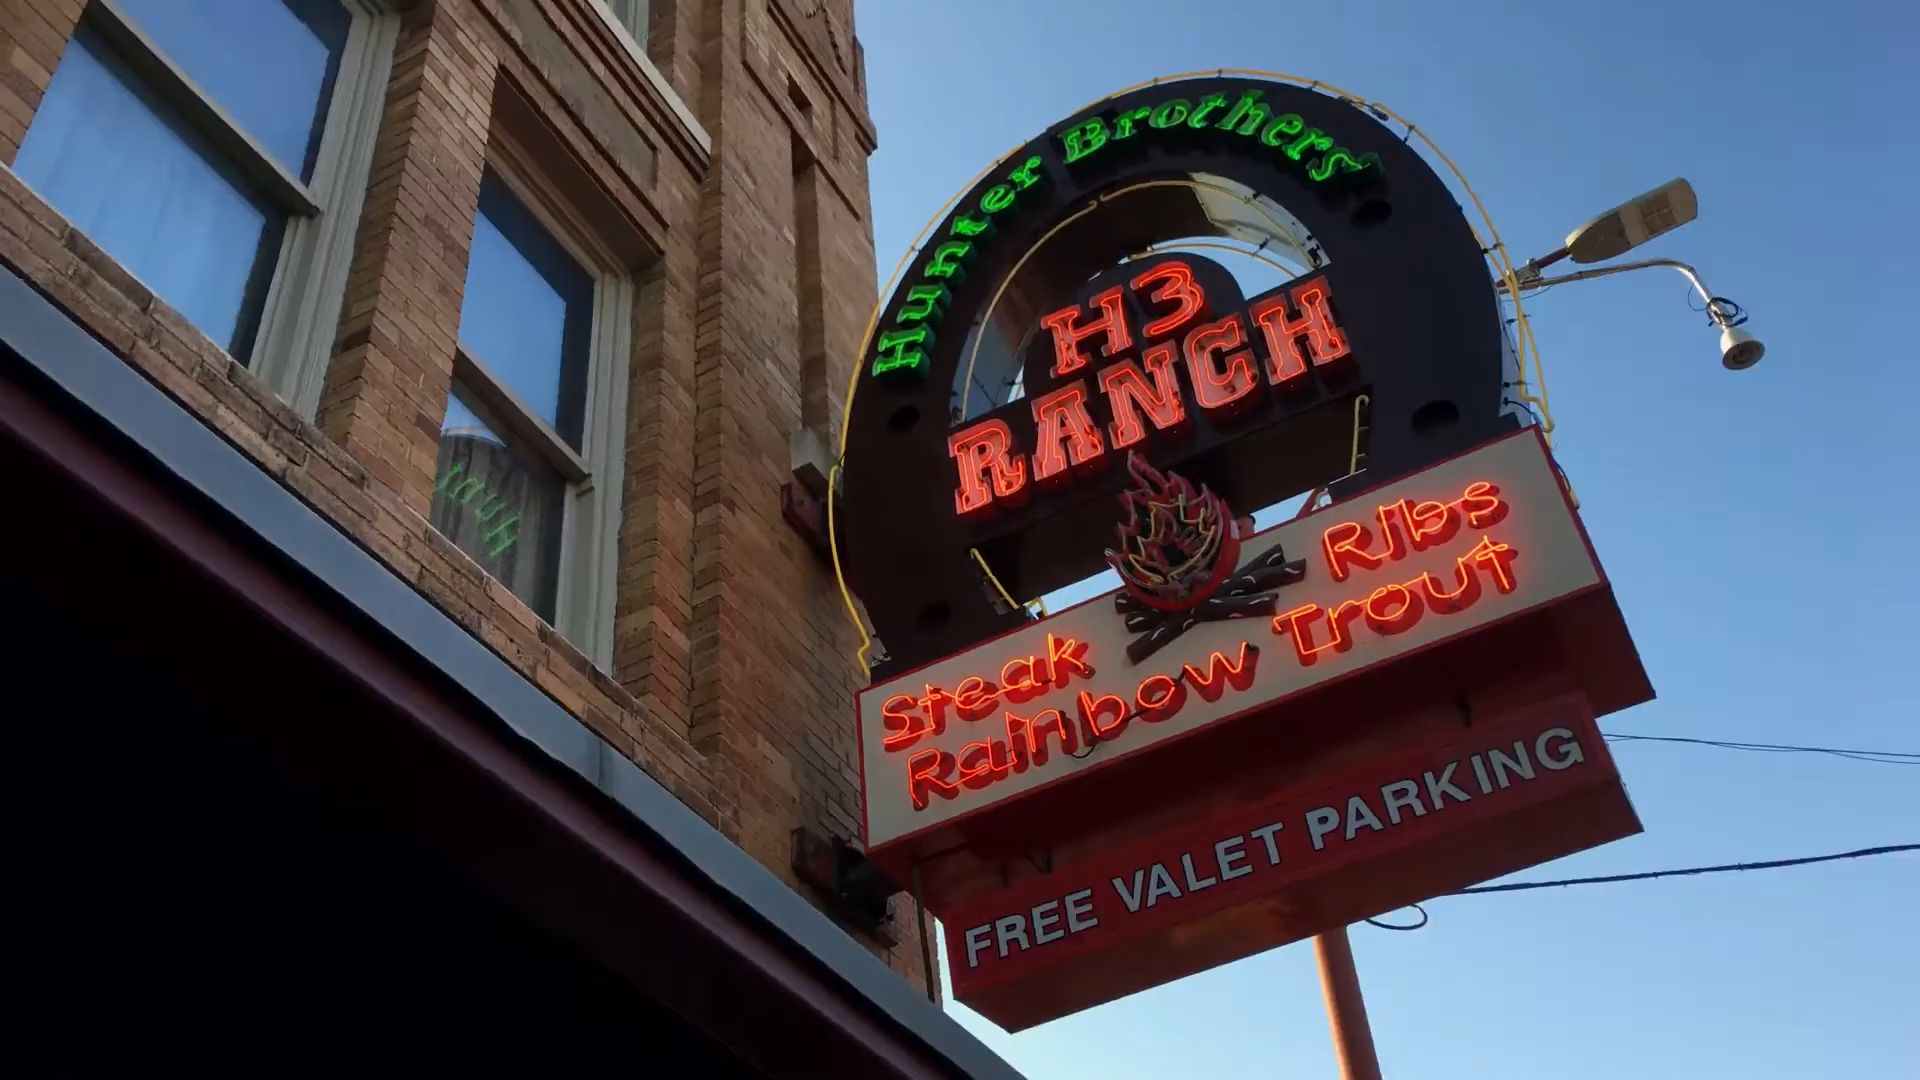 Hunter Brothers'
H3
RANCH
Steak Ribs
Rainbow Trout
FREE VALET PARKING